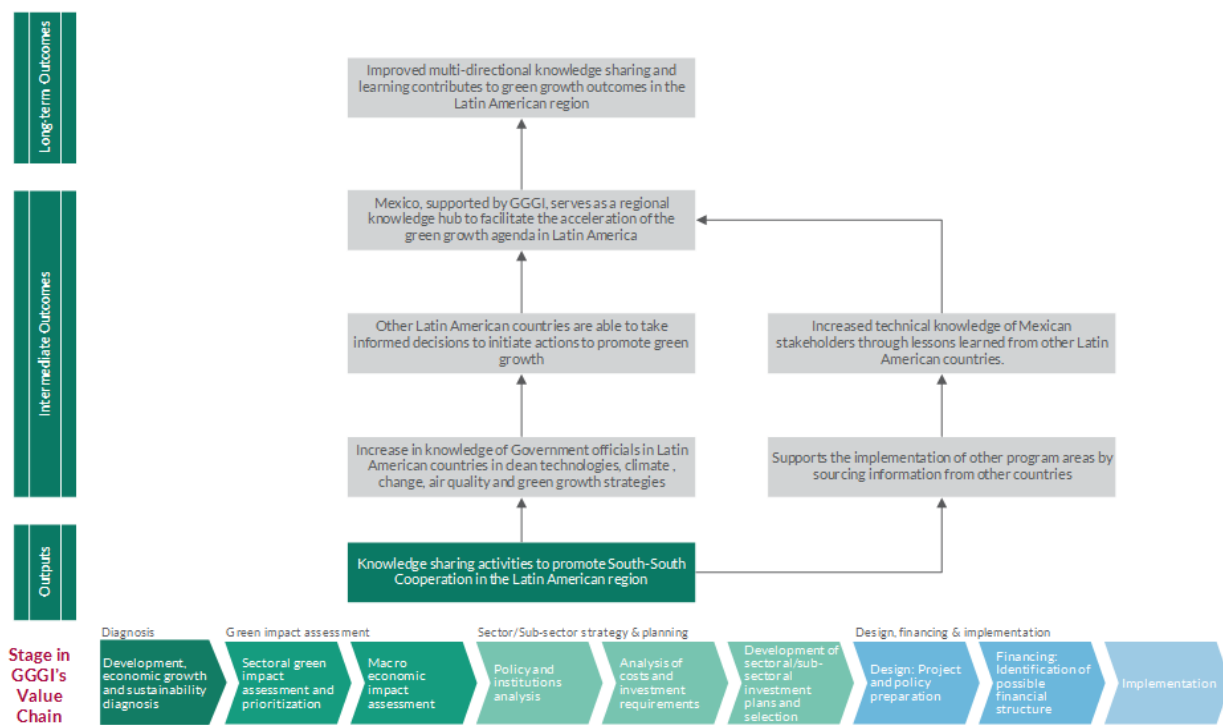 Long-term Outcomes
Improved multi-directional knowledge sharing and
learning contributes to green growth outcomes in the
Latin American region
Intermediate Outcomes
Mexico, supported by GGGI, serves as a regional
knowledge hub to facilitate the acceleration of the
green growth agenda in Latin America
Other Latin American countries are able to take
informed decisions to initiate actions to promote green
growth
Increased technical knowledge of Mexican
stakeholders through lessons learned from other Latin
American countries.
Increase in knowledge of Government officials in Latin
American countries in clean technologies, climate ,
change, air quality and green growth strategies
Supports the implementation of other program areas by
sourcing information from other countries
Outputs
Knowledge sharing activities to promote South-South
Cooperation in the Latin American region
Stage in
GGGI's
Value
Chain
Diagnosis
Development,
economic growth
and sustainability
diagnosis
Green impact assessment
Sectoral green
impact
assessment and
prioritization
Macro
economic
impact
assessment
Sector/Sub-sector strategy & planning
Policy and
institutions
analysis
Analysis of
costs and
investment
requirements
Development of
sectoral/sub-
sectoral
investment
plans and
selection
Design, financing & implementation
Design: Project
and policy
preparation
Financing:
Identification of
possible
financial
structure
Implementation